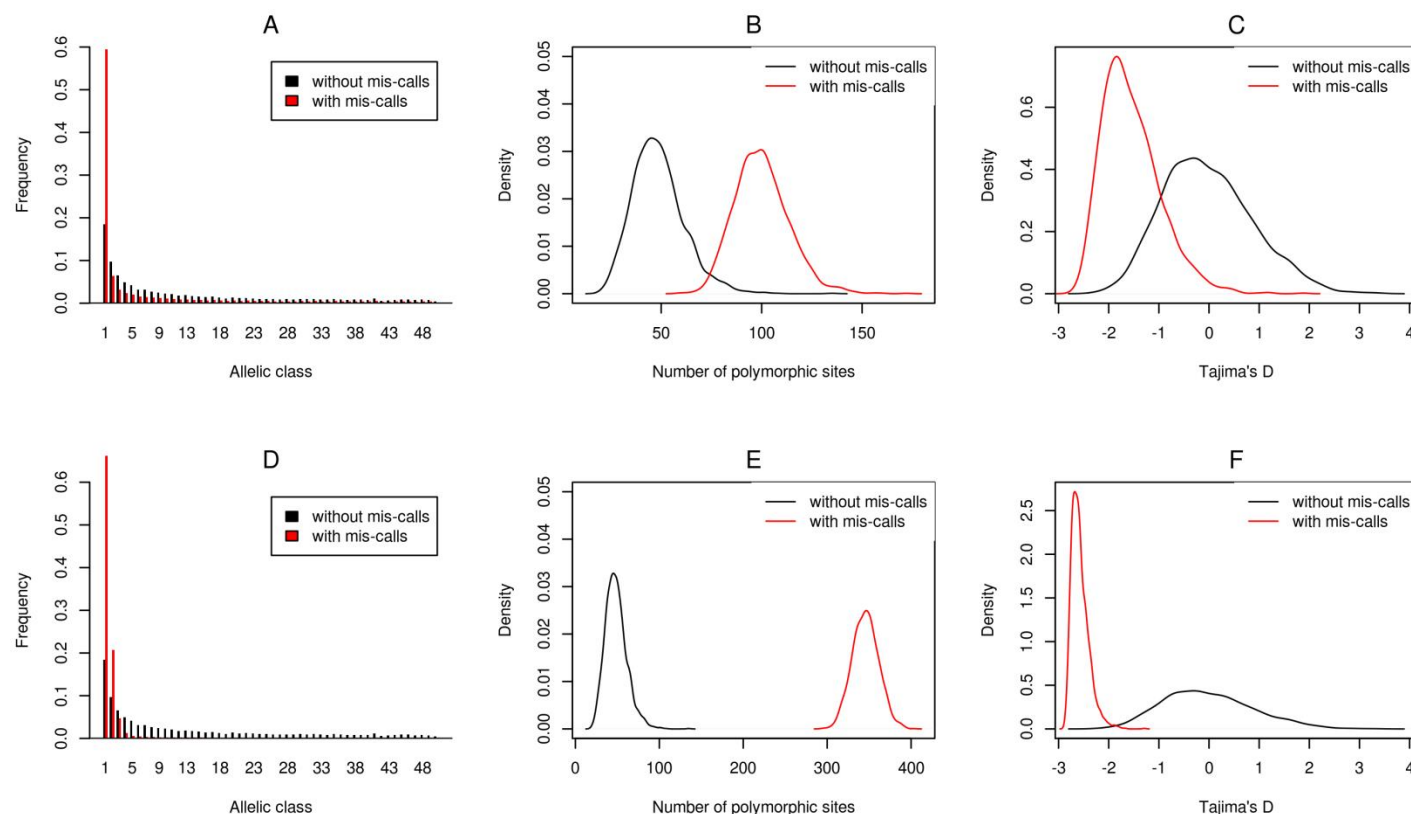 A
0.6
0.5
0.4
0.3
0.2
0.1
0.0
Frequency
without mis-calls
with mis-calls
1 5 9 13 18 23 28 33 38 43 48
Allelic class
B
0.05
0.04
0.03
0.02
0.01
0.00
Density
without mis-calls
with mis-calls
50 100 150
Number of polymorphic sites
C
0.6
0.4
0.2
0.0
Density
without mis-calls
with mis-calls
-3 -2 -1 0 1 2 3 4
Tajima's D
D
0.6
0.5
0.4
0.3
0.2
0.1
0.0
Frequency
without mis-calls
with mis-calls
1 5 9 13 18 23 28 33 38 43 48
Allelic class
E
0.05
0.04
0.03
0.02
0.01
0.00
Density
without mis-calls
with mis-calls
0 100 200 300 400
Number of polymorphic sites
F
2.5
2.0
1.5
1.0
0.5
0.0
Density
without mis-calls
with mis-calls
-3 -2 -1 0 1 2 3 4
Tajima's D